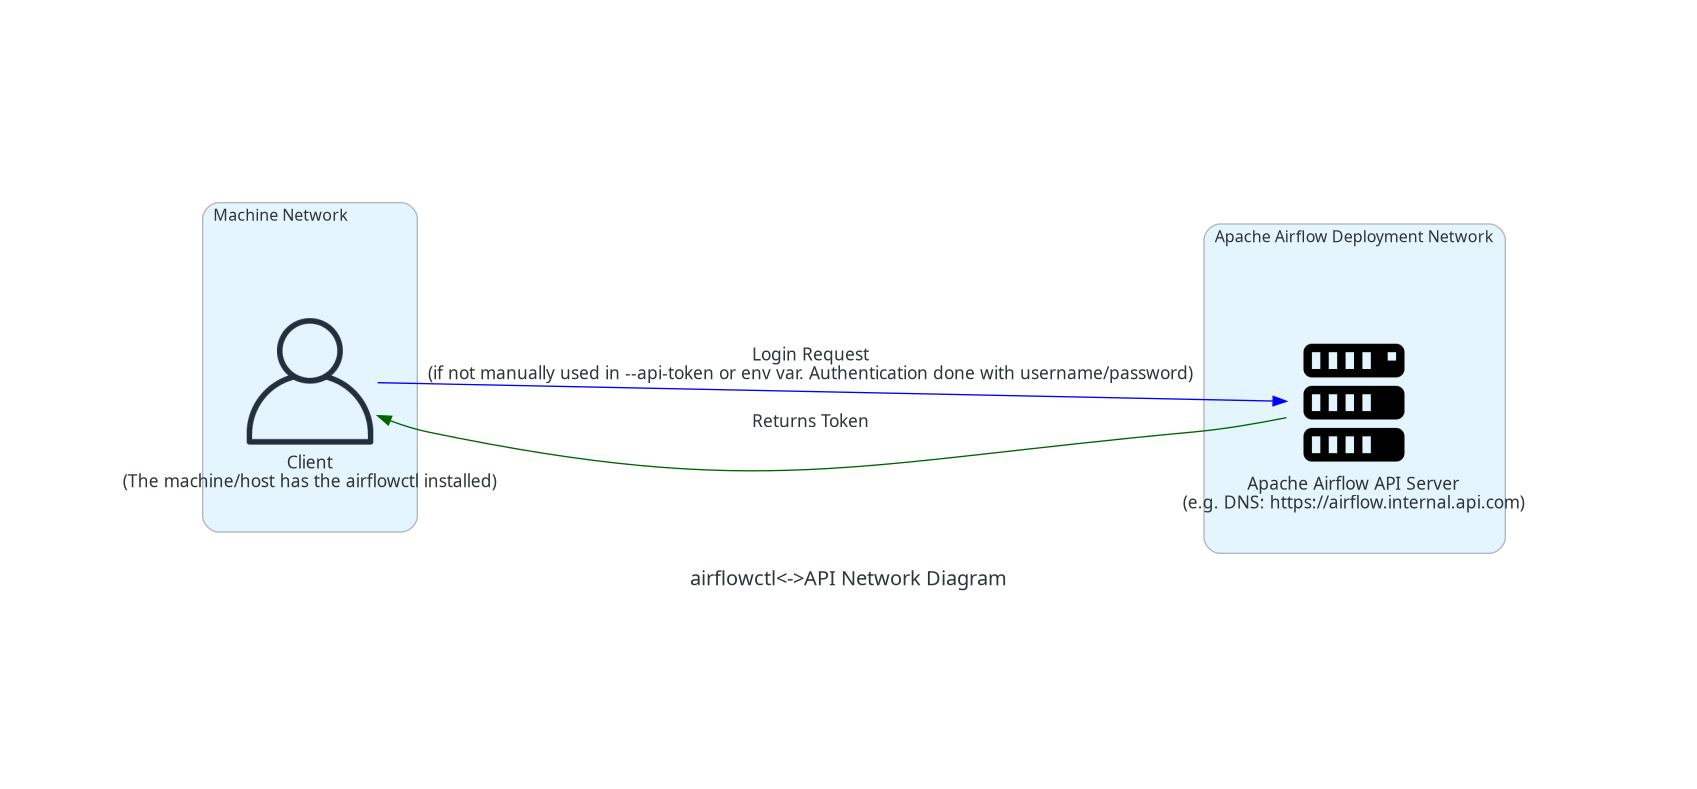 Machine Network
Apache Airflow Deployment Network
Login Request
(if not manually used in --api-token or env var. Authentication done with username/password)
Returns Token
Client
(The machine/host has the airflowctl installed)
Apache Airflow API Server
(e.g. DNS: https://airflow.internal.api.com)
airflowctl<->API Network Diagram